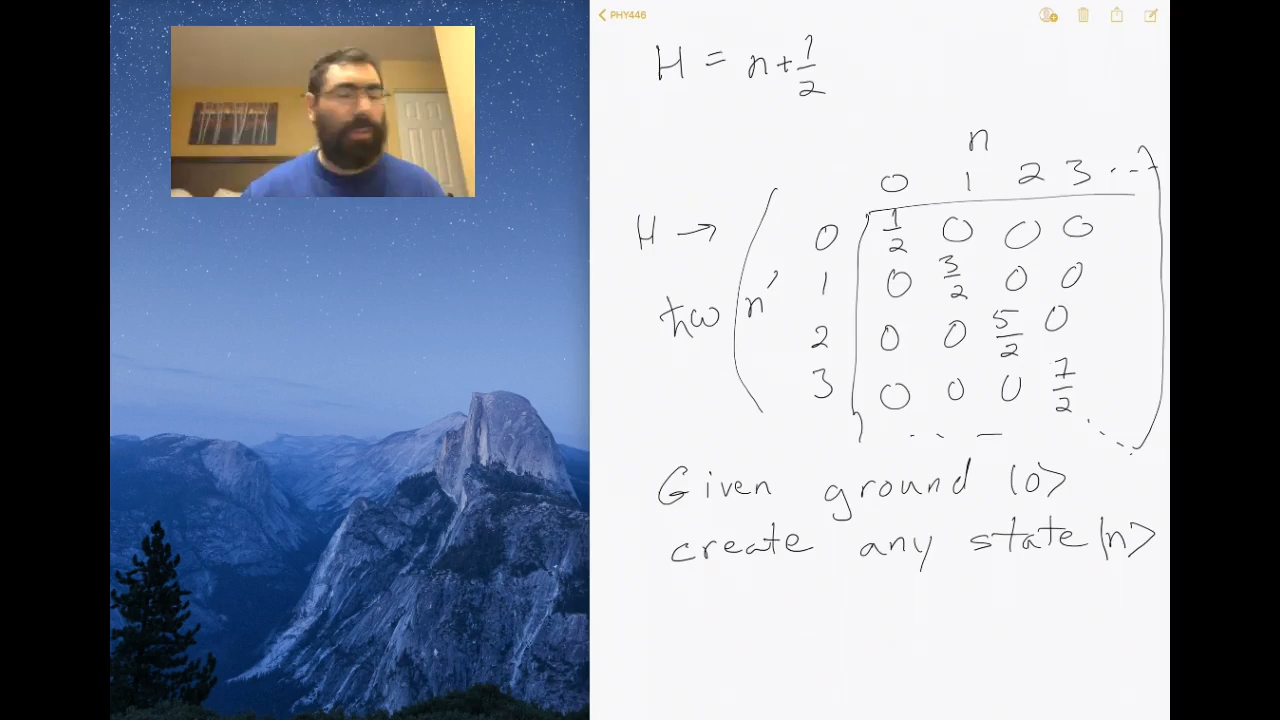 PHY446
H = n+1/2
n
0 1 2 3 ...
H → 0 1/2 0 0 0
ħω n' 1 0 3/2 0 0
2 0 0 5/2 0
3 0 0 0 7/2
Given ground |0>
create any state |n>